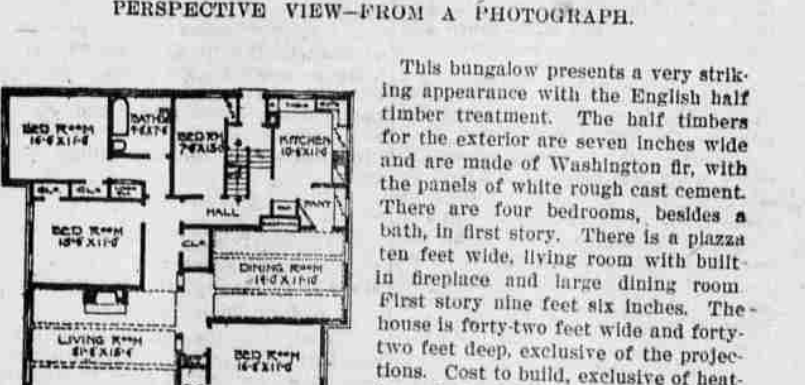 PERSPECTIVE VIEW—FROM A PHOTOGRAPH.
BED ROOM
BATH
BED RM
KITCHEN
BED ROOM
HALL
PANT
CLO.
DINING ROOM
LIVING ROOM
BED ROOM
This bungalow presents a very strik-
ing appearance with the English half
timber treatment. The half timbers
for the exterior are seven inches wide
and are made of Washington fir, with
the panels of white rough cast cement.
There are four bedrooms, besides a
bath, in first story. There is a piazza
ten feet wide, living room with built-
in fireplace and large dining room
First story nine feet six inches. The
house is forty-two feet wide and forty-
two feet deep, exclusive of the projec-
tions. Cost to build, exclusive of heat-